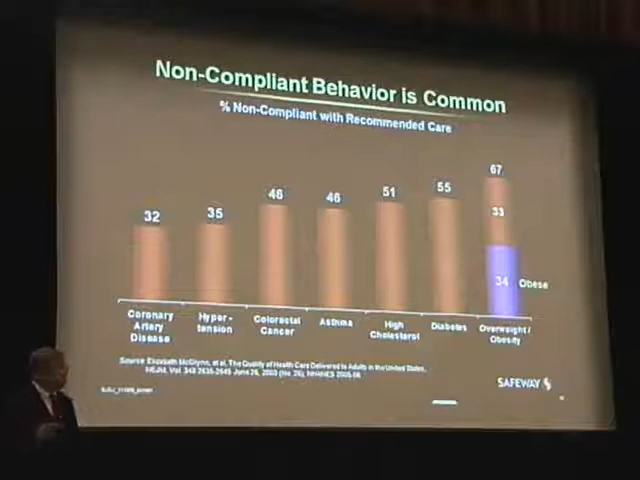 Non-Compliant Behavior is Common
% Non-Compliant with Recommended Care
32
35
46
46
51
55
67
33
34 Obese
Coronary
Artery
Disease
Hyper-
tension
Colorectal
Cancer
Asthma
High
Cholesterol
Diabetes
Overweight/
Obesity
Source: Elizabeth McGlynn, et al, The Quality of Health Care Delivered to Adults in the United States,
NEJM, Vol. 348 2635-2645 June 26, 2003 (No. 26); NHANES 2005-06
SAFEWAY